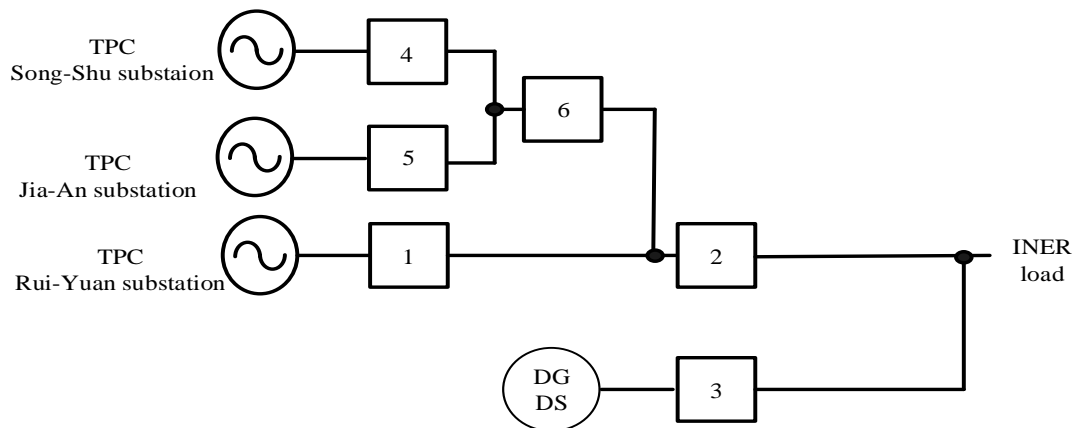 TPC
Song-Shu substaion
4
6
TPC
Jia-An substation
5
TPC
Rui-Yuan substation
1
2
INER
load
DG
DS
3